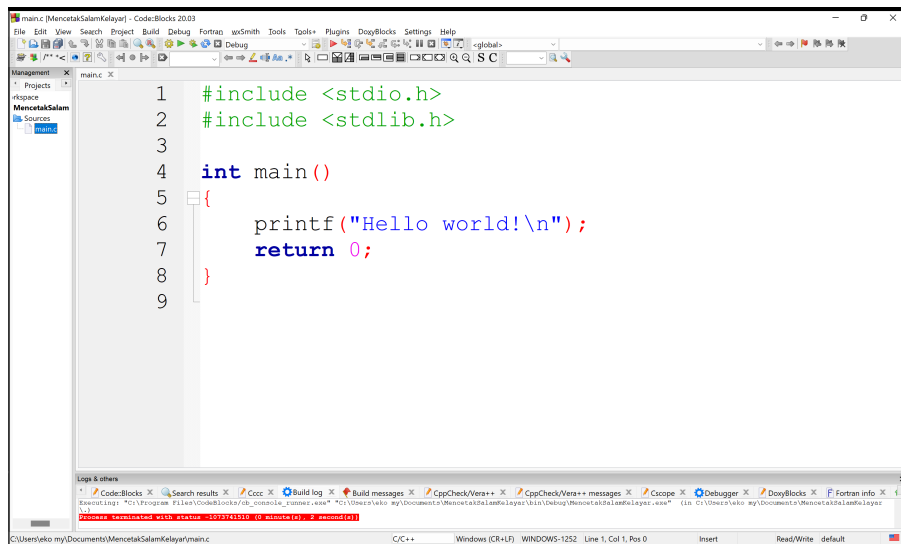 main.c [MencetakSalamKelayar] - Code::Blocks 20.03
File Edit View Search Project Build Debug Fortran wxSmith Tools Tools+ Plugins DoxyBlocks Settings Help
Debug <global>
/** *< Aa .* S C
Management × main.c ×
Projects
rkspace
MencetakSalam
Sources
main.c
1 #include <stdio.h>
2 #include <stdlib.h>
3
4 int main()
5 {
6 printf("Hello world!\n");
7 return 0;
8 }
9
Logs & others
Code::Blocks × Search results × Cccc × Build log × Build messages × CppCheck/Vera++ × CppCheck/Vera++ messages × Cscope × Debugger × DoxyBlocks × Fortran info ×
Executing: "C:\Program Files\CodeBlocks/cb_console_runner.exe" "C:\Users\eko my\Documents\MencetakSalamKelayar\bin\Debug\MencetakSalamKelayar.exe" (in C:\Users\eko my\Documents\MencetakSalamKelayar
\.)
Process terminated with status -1073741510 (0 minute(s), 2 second(s))
C:\Users\eko my\Documents\MencetakSalamKelayar\main.c C/C++ Windows (CR+LF) WINDOWS-1252 Line 1, Col 1, Pos 0 Insert Read/Write default